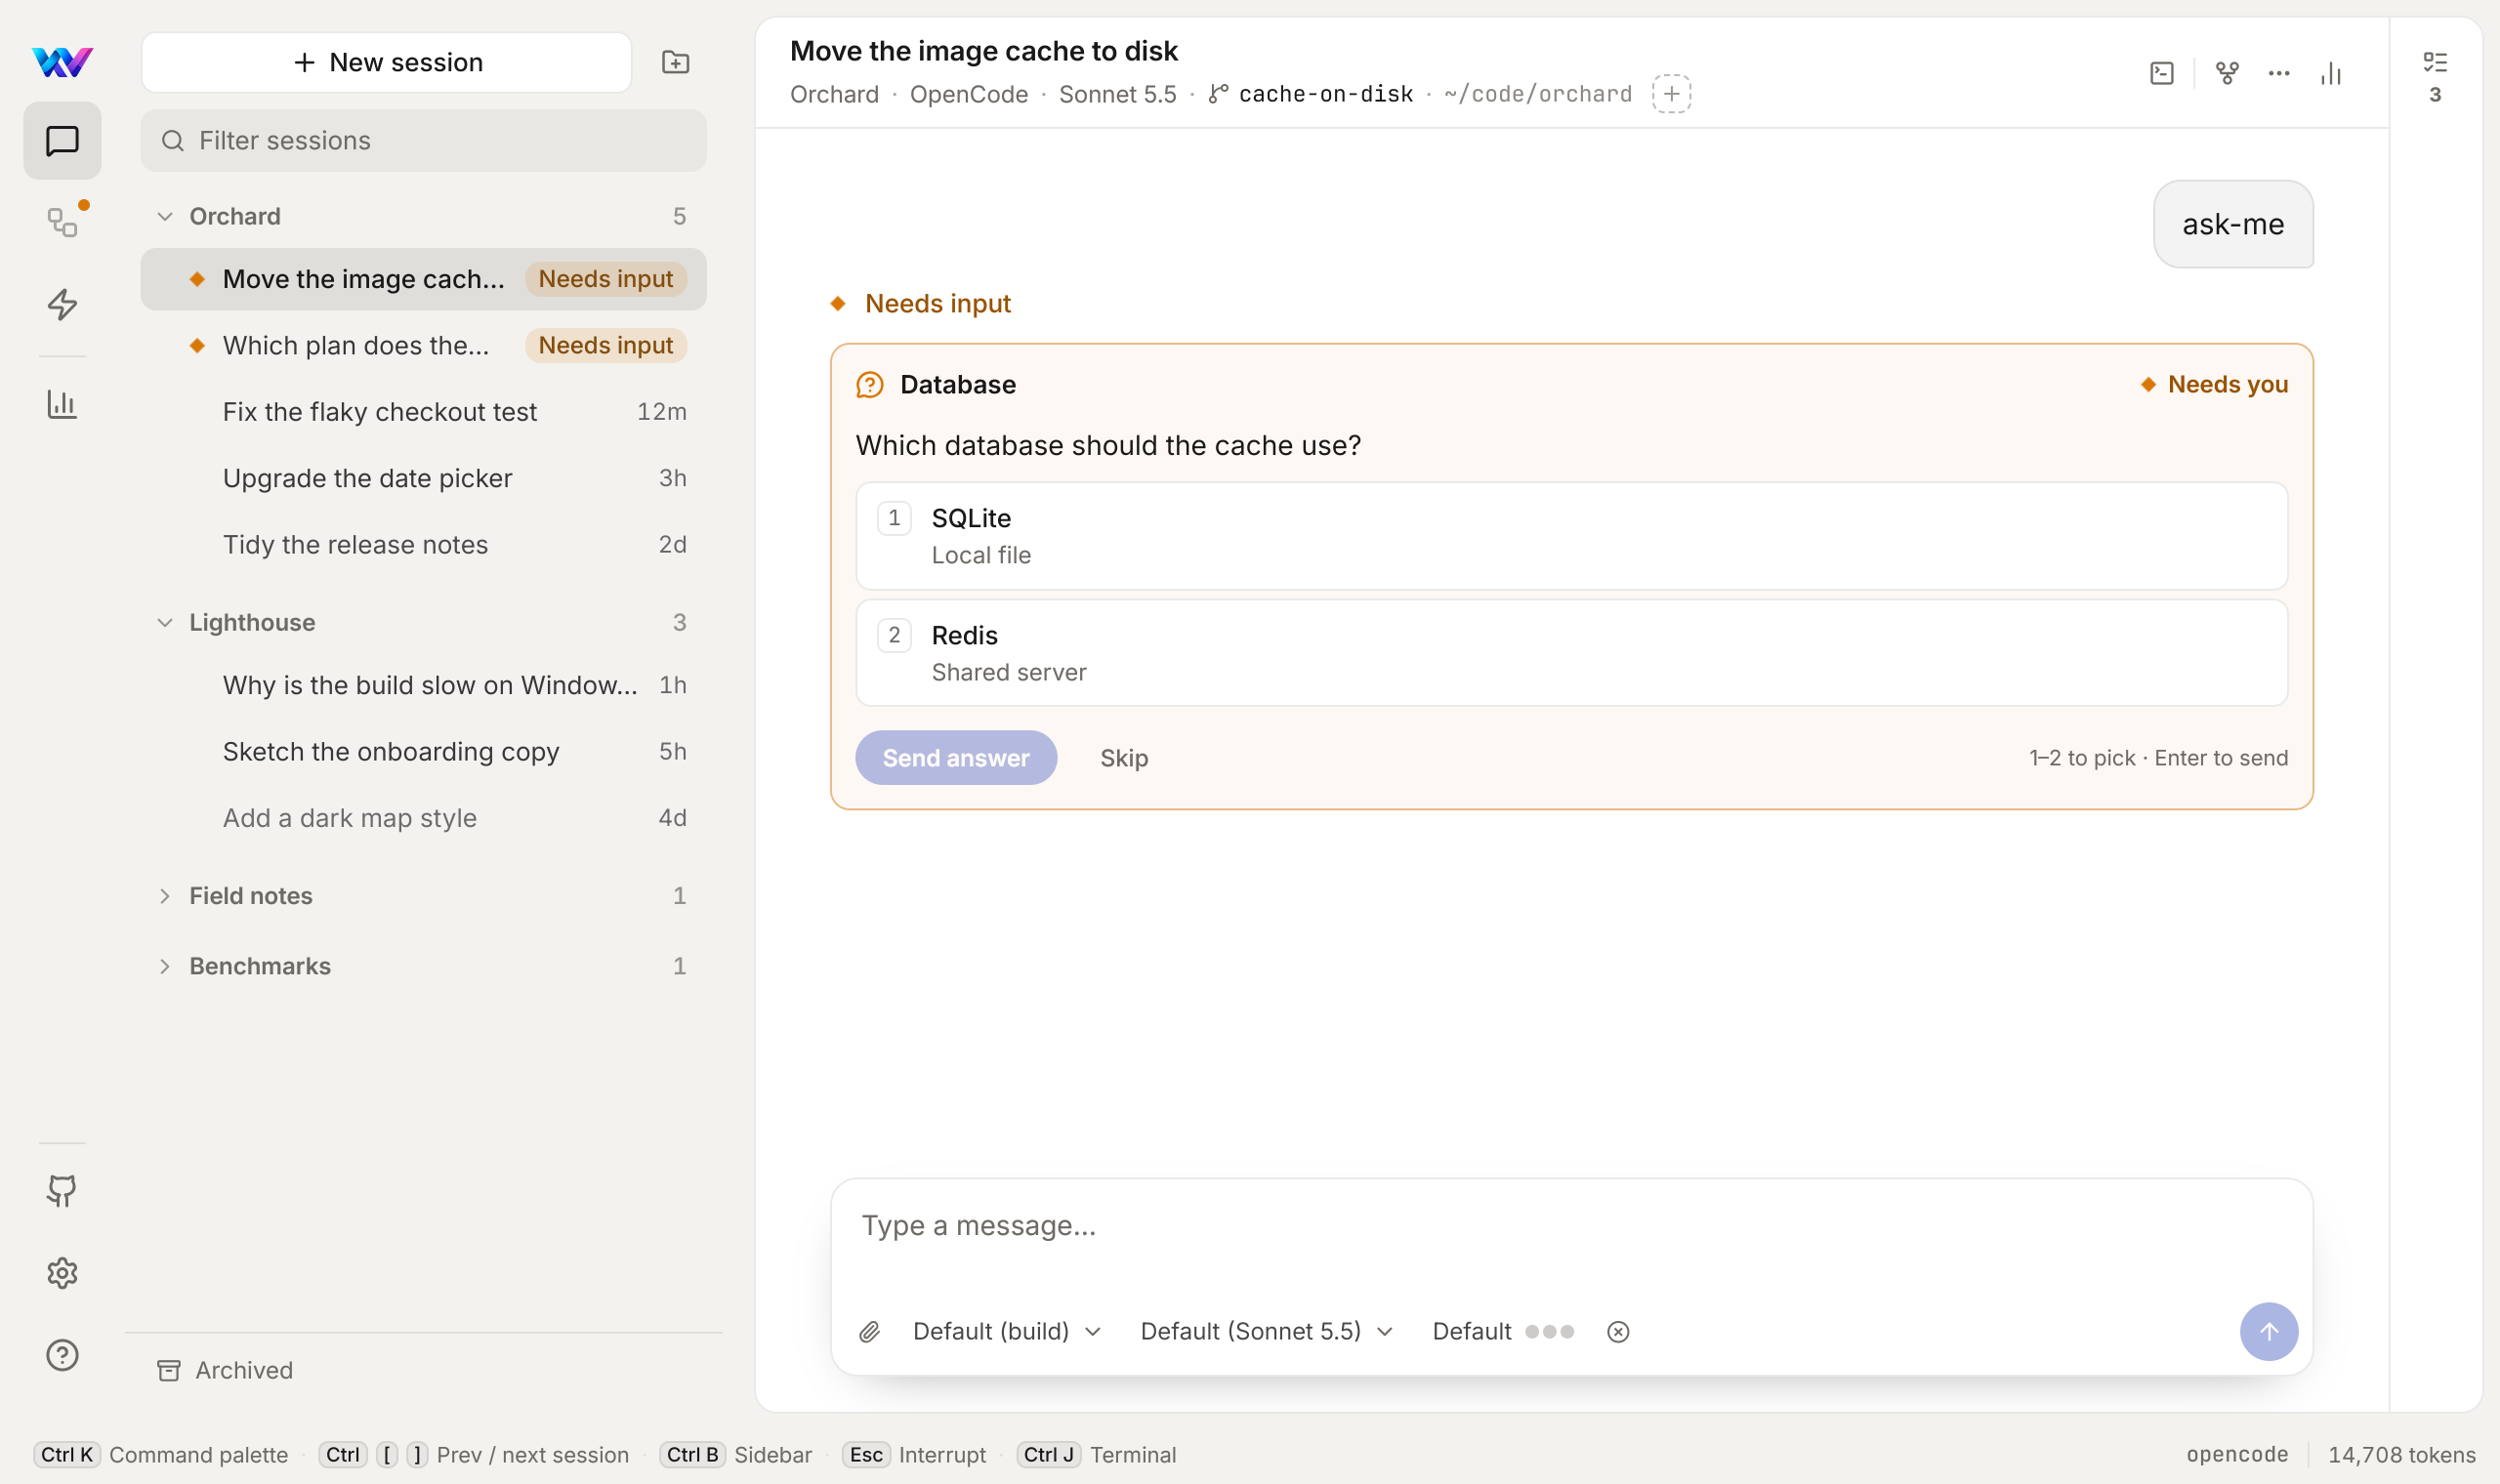 New session
Filter sessions
Orchard 5
Move the image cach... Needs input
Which plan does the... Needs input
Fix the flaky checkout test 12m
Upgrade the date picker 3h
Tidy the release notes 2d
Lighthouse 3
Why is the build slow on Window... 1h
Sketch the onboarding copy 5h
Add a dark map style 4d
Field notes 1
Benchmarks 1
Archived
Move the image cache to disk
Orchard · OpenCode · Sonnet 5.5 · cache-on-disk · ~/code/orchard
3
ask-me
Needs input
Database Needs you
Which database should the cache use?
1 SQLite
Local file
2 Redis
Shared server
Send answer Skip 1–2 to pick · Enter to send
Type a message...
Default (build) Default (Sonnet 5.5) Default
Ctrl K Command palette · Ctrl [ ] Prev / next session · Ctrl B Sidebar · Esc Interrupt · Ctrl J Terminal
opencode 14,708 tokens